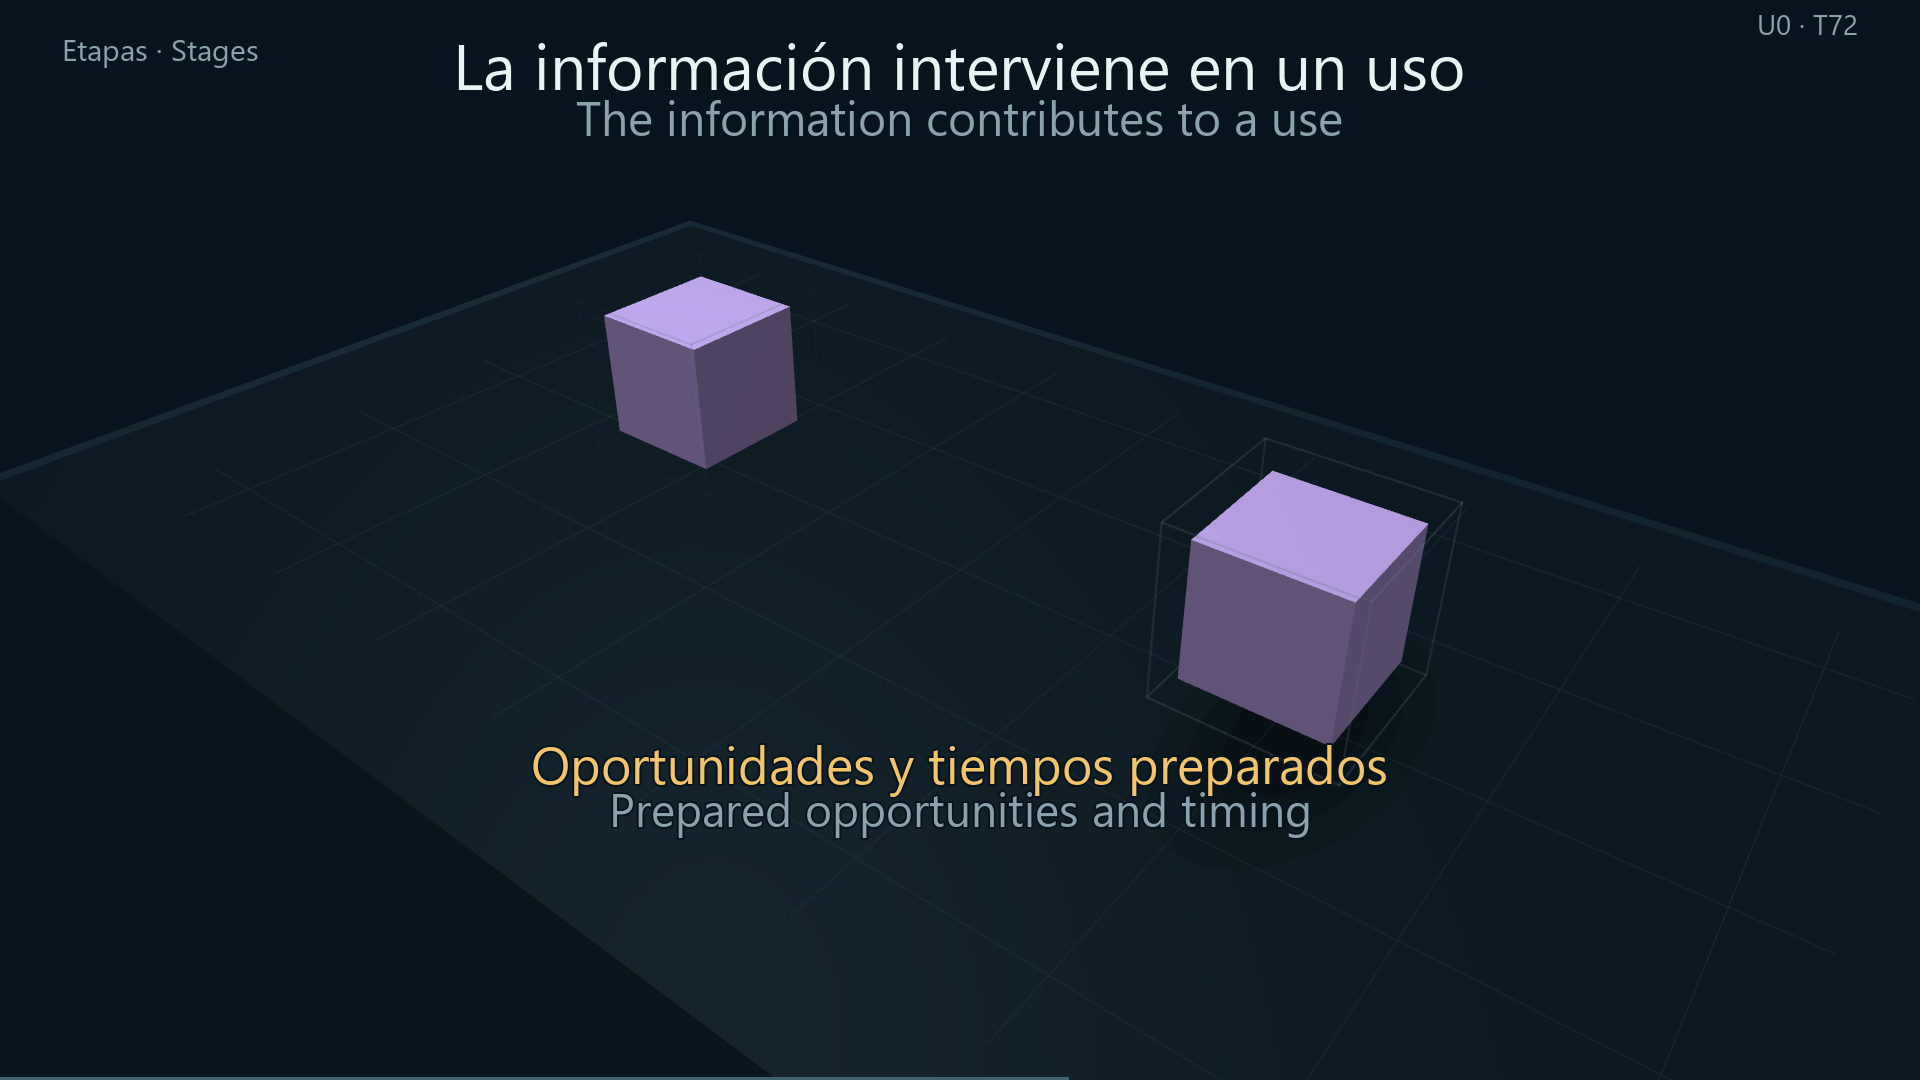 Etapas · Stages
U0 · T72
La información interviene en un uso
The information contributes to a use
Oportunidades y tiempos preparados
Prepared opportunities and timing